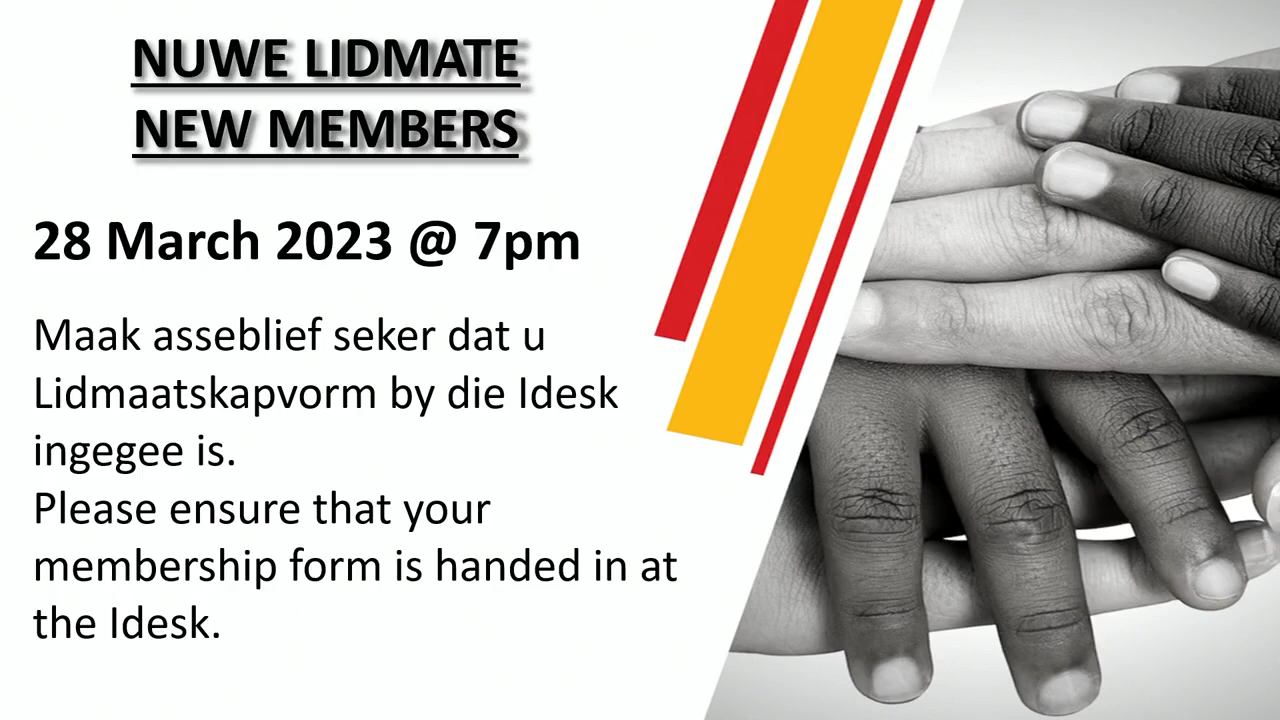 NUWE LIDMATE
NEW MEMBERS
28 March 2023 @ 7pm
Maak asseblief seker dat u
Lidmaatskapvorm by die Idesk
ingegee is.
Please ensure that your
membership form is handed in at
the Idesk.